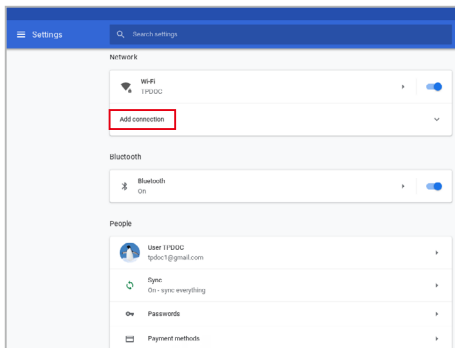 Settings
Search settings
Network
Wi-Fi
TPDOC
Add connection
Bluetooth
Bluetooth
On
People
User TPDOC
tpdoc1@gmail.com
Sync
On - sync everything
Passwords
Payment methods